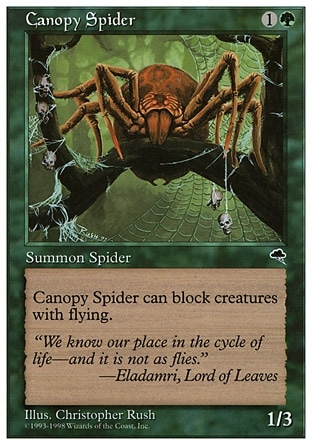 Canopy Spider 1
RUSH
Summon Spider
Canopy Spider can block creatures
with flying.
“We know our place in the cycle of
life—and it is not as flies.”
—Eladamri, Lord of Leaves
Illus. Christopher Rush
©1993-1998 Wizards of the Coast, Inc.
1/3